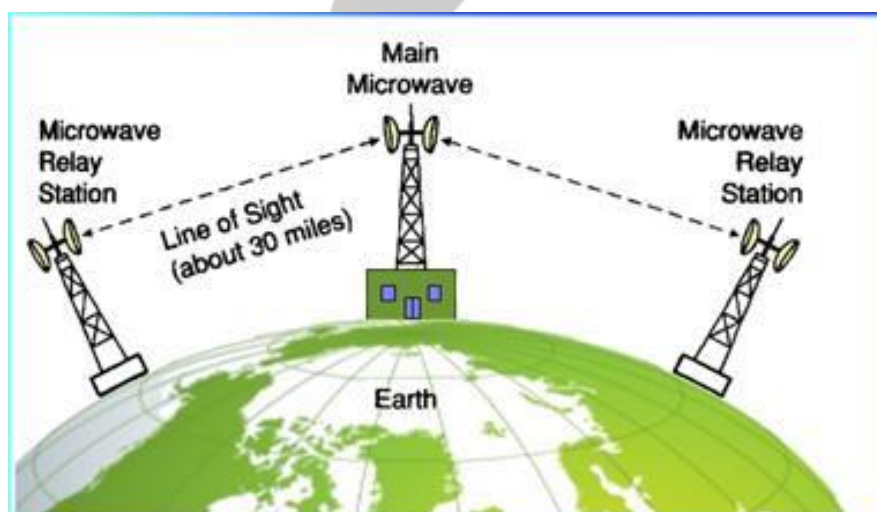 Main
Microwave
Microwave
Relay
Station
Line of Sight
(about 30 miles)
Microwave
Relay
Station
Earth